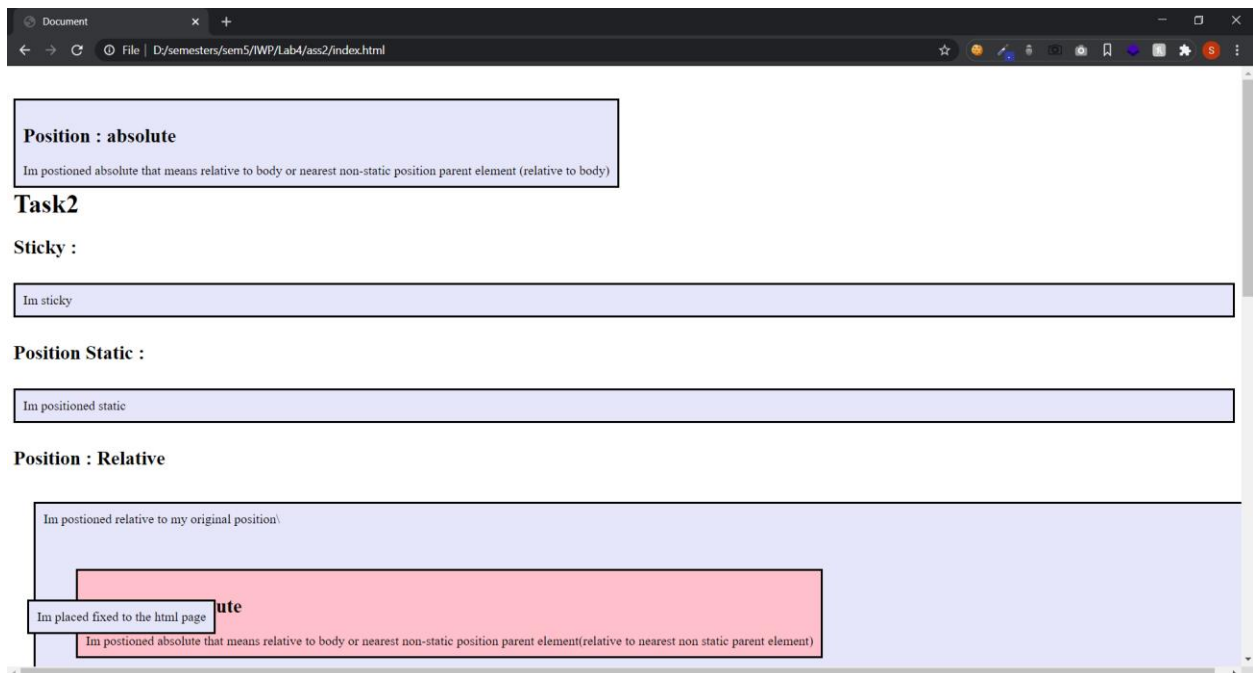 Document
File | D:/semesters/sem5/IWP/Lab4/ass2/index.html
S
Position : absolute
Im postioned absolute that means relative to body or nearest non-static position parent element (relative to body)
Task2
Sticky :
Im sticky
Position Static :
Im positioned static
Position : Relative
Im postioned relative to my original position\
ute
Im placed fixed to the html page
Im postioned absolute that means relative to body or nearest non-static position parent element(relative to nearest non static parent element)